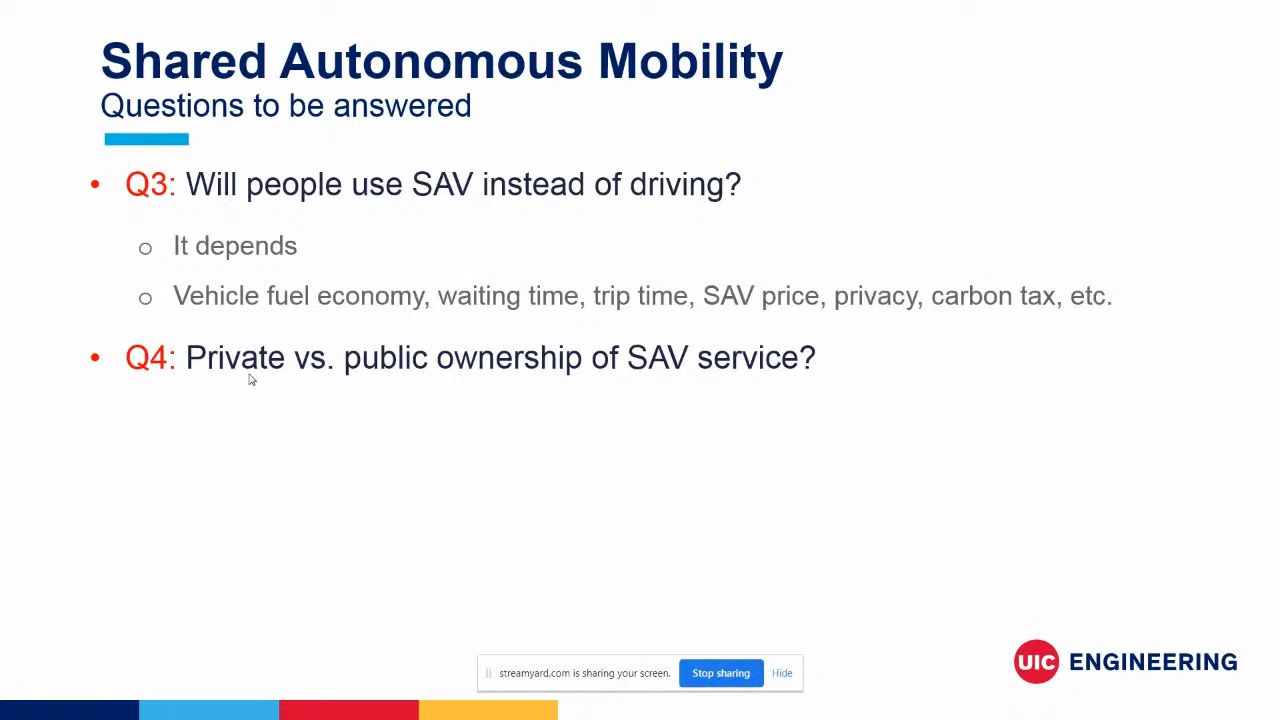 Shared Autonomous Mobility
Questions to be answered
• Q3: Will people use SAV instead of driving?
o It depends
o Vehicle fuel economy, waiting time, trip time, SAV price, privacy, carbon tax, etc.
• Q4: Private vs. public ownership of SAV service?
UIC ENGINEERING
streamyard.com is sharing your screen. Stop sharing Hide